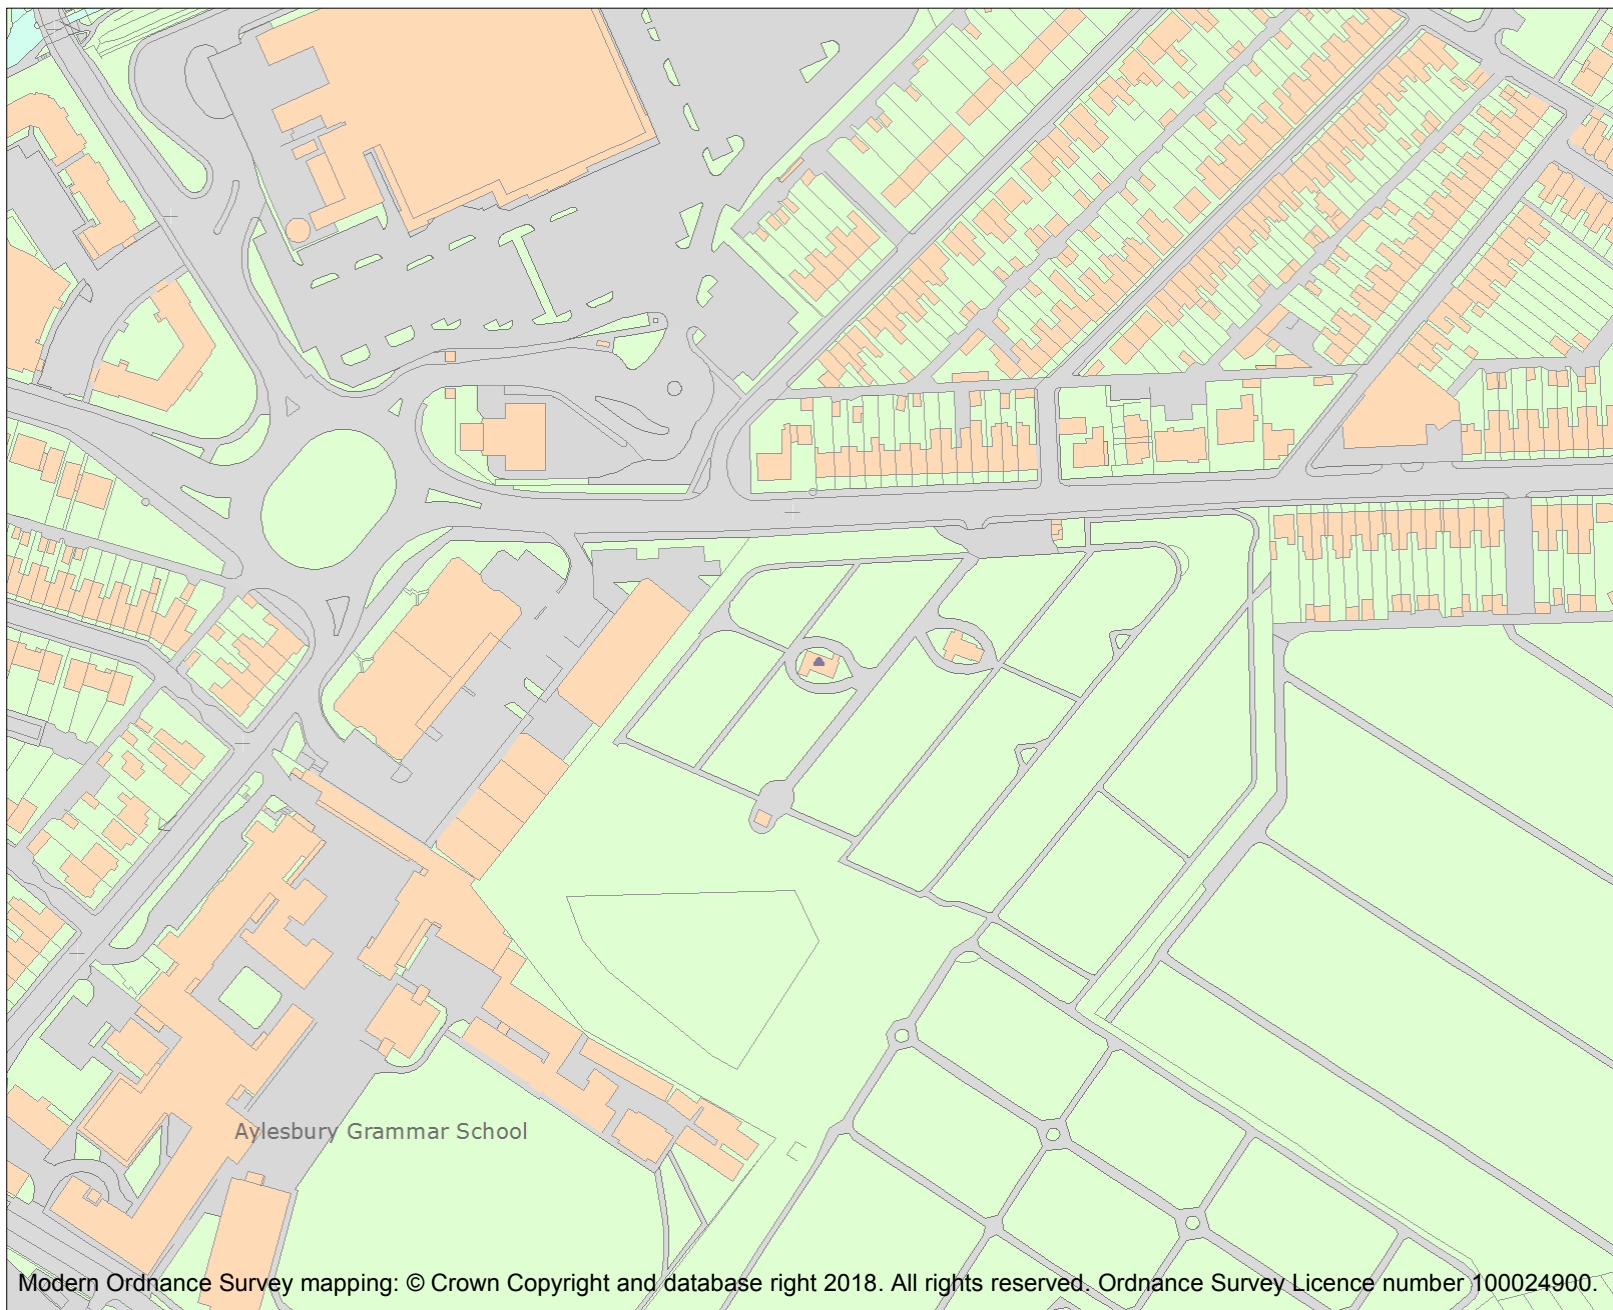 Aylesbury Grammar School
Modern Ordnance Survey mapping: © Crown Copyright and database right 2018. All rights reserved. Ordnance Survey Licence number 100024900.